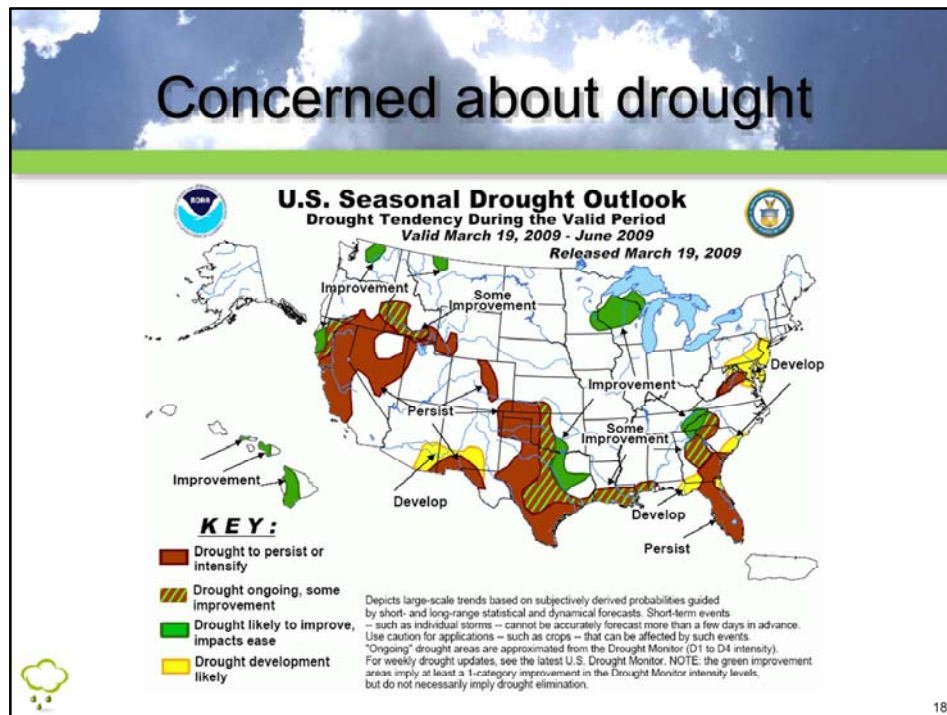 Concerned about drought
NOAA
U.S. Seasonal Drought Outlook
Drought Tendency During the Valid Period
Valid March 19, 2009 - June 2009
Released March 19, 2009
Improvement
Some
Improvement
Develop
Improvement
Persist
Some
Improvement
Improvement
Develop
Develop
Persist
KEY:
Drought to persist or
intensify
Drought ongoing, some
improvement
Drought likely to improve,
impacts ease
Drought development
likely
Depicts large-scale trends based on subjectively derived probabilities guided
by short- and long-range statistical and dynamical forecasts. Short-term events
-- such as individual storms -- cannot be accurately forecast more than a few days in advance.
Use caution for applications -- such as crops -- that can be affected by such events.
"Ongoing" drought areas are approximated from the Drought Monitor (D1 to D4 intensity).
For weekly drought updates, see the latest U.S. Drought Monitor. NOTE: the green improvement
areas imply at least a 1-category improvement in the Drought Monitor intensity levels,
but do not necessarily imply drought elimination.
18